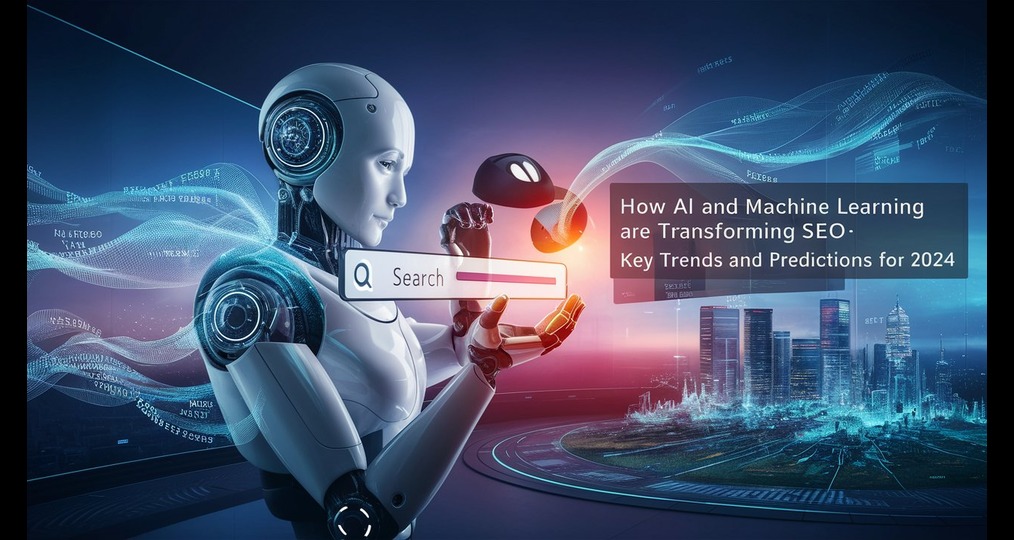 Search
How AI and Machine Learning
are Transforming SEO·
Key Trends and Predictions for 2024